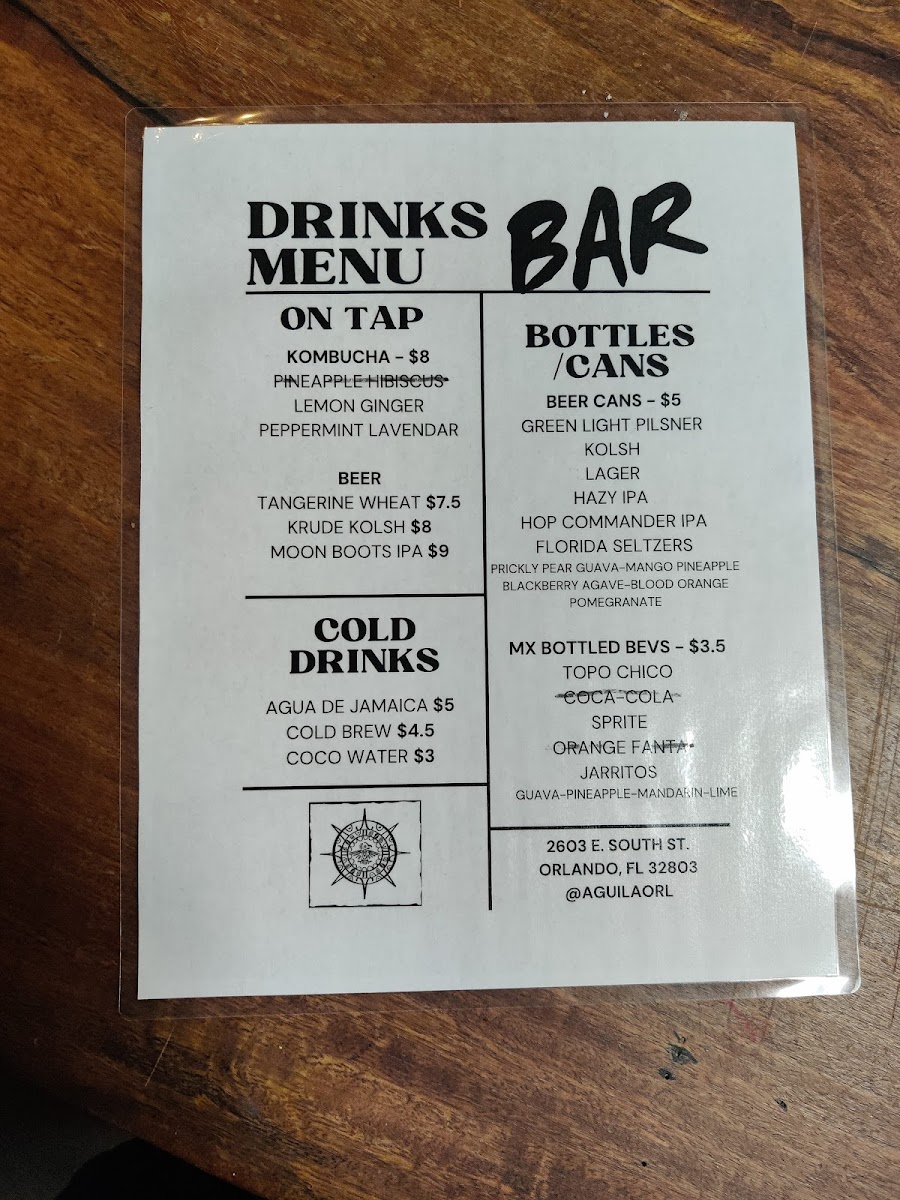 DRINKS
MENU
BAR
ON TAP
KOMBUCHA - $8
PINEAPPLE HIBISCUS
LEMON GINGER
PEPPERMINT LAVENDAR
BEER
TANGERINE WHEAT $7.5
KRUDE KOLSH $8
MOON BOOTS IPA $9
COLD
DRINKS
AGUA DE JAMAICA $5
COLD BREW $4.5
COCO WATER $3
BOTTLES
/CANS
BEER CANS - $5
GREEN LIGHT PILSNER
KOLSH
LAGER
HAZY IPA
HOP COMMANDER IPA
FLORIDA SELTZERS
PRICKLY PEAR GUAVA-MANGO PINEAPPLE
BLACKBERRY AGAVE-BLOOD ORANGE
POMEGRANATE
MX BOTTLED BEVS - $3.5
TOPO CHICO
COCA-COLA
SPRITE
ORANGE FANTA
JARRITOS
GUAVA-PINEAPPLE-MANDARIN-LIME
2603 E. SOUTH ST.
ORLANDO, FL 32803
@AGUILAORL